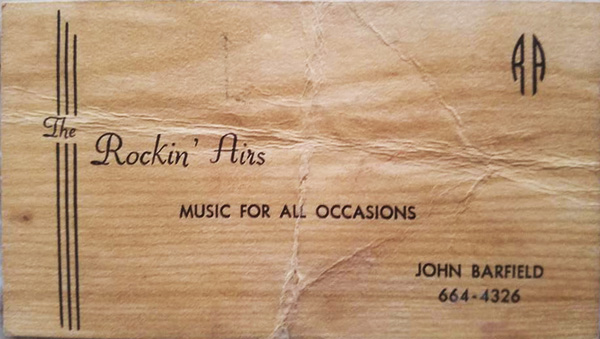 RA
The
Rockin' Airs
MUSIC FOR ALL OCCASIONS
JOHN BARFIELD
664-4326